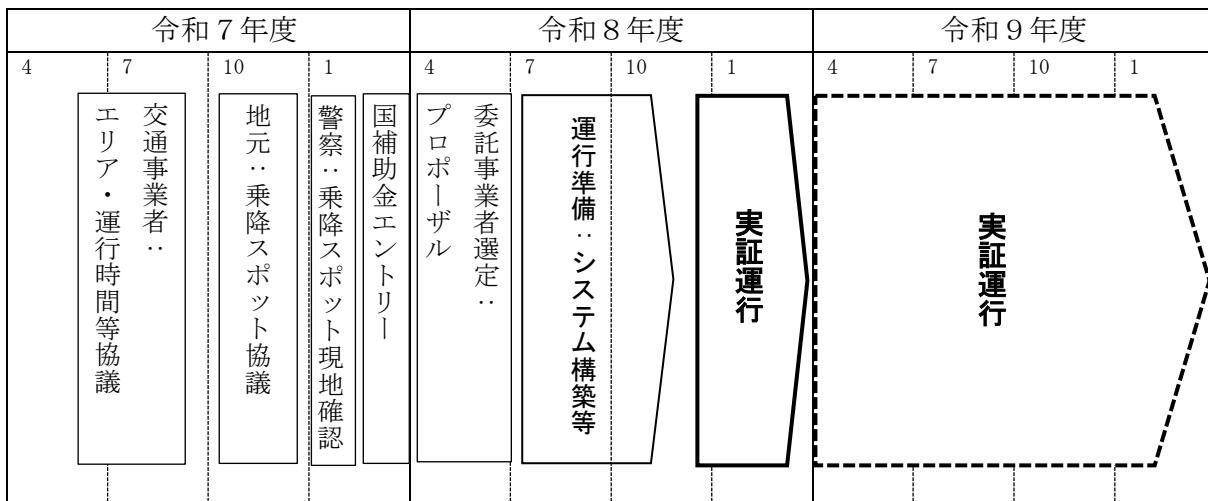 令和７年度
令和８年度
令和９年度
4
7
10
1
4
7
10
1
4
7
10
1
交通事業者：
エリア・運行時間等協議
地元：乗降スポット協議
警察：乗降スポット現地確認
国補助金エントリー
委託事業者選定：
プロポーザル
運行準備：システム構築等
実証運行
実証運行